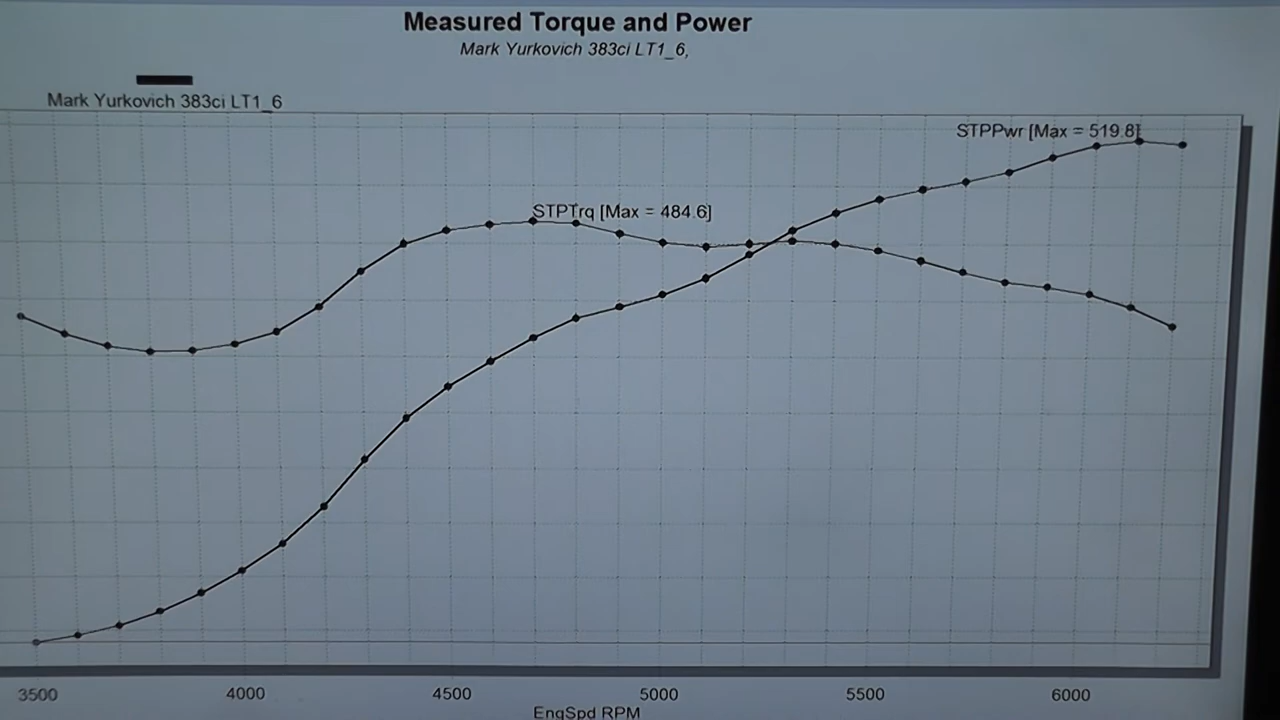 Measured Torque and Power
Mark Yurkovich 383ci LT1_6,
Mark Yurkovich 383ci LT1_6
STPPwr [Max = 519.8]
STPTrq [Max = 484.6]
3500 4000 4500 5000 5500 6000
EngSpd RPM